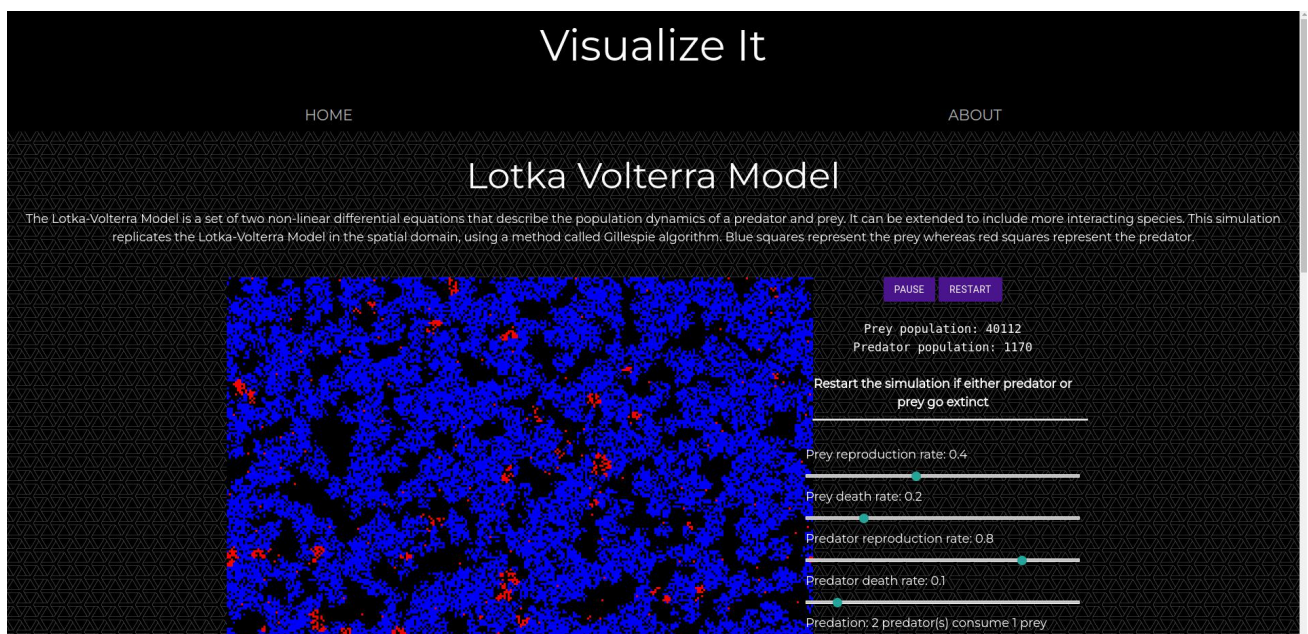 Visualize It
HOME
ABOUT
Lotka Volterra Model
The Lotka-Volterra Model is a set of two non-linear differential equations that describe the population dynamics of a predator and prey. It can be extended to include more interacting species. This simulation
replicates the Lotka-Volterra Model in the spatial domain, using a method called Gillespie algorithm. Blue squares represent the prey whereas red squares represent the predator.
PAUSE
RESTART
Prey population: 40112
Predator population: 1170
Restart the simulation if either predator or
prey go extinct
Prey reproduction rate: 0.4
Prey death rate: 0.2
Predator reproduction rate: 0.8
Predator death rate: 0.1
Predation: 2 predator(s) consume 1 prey